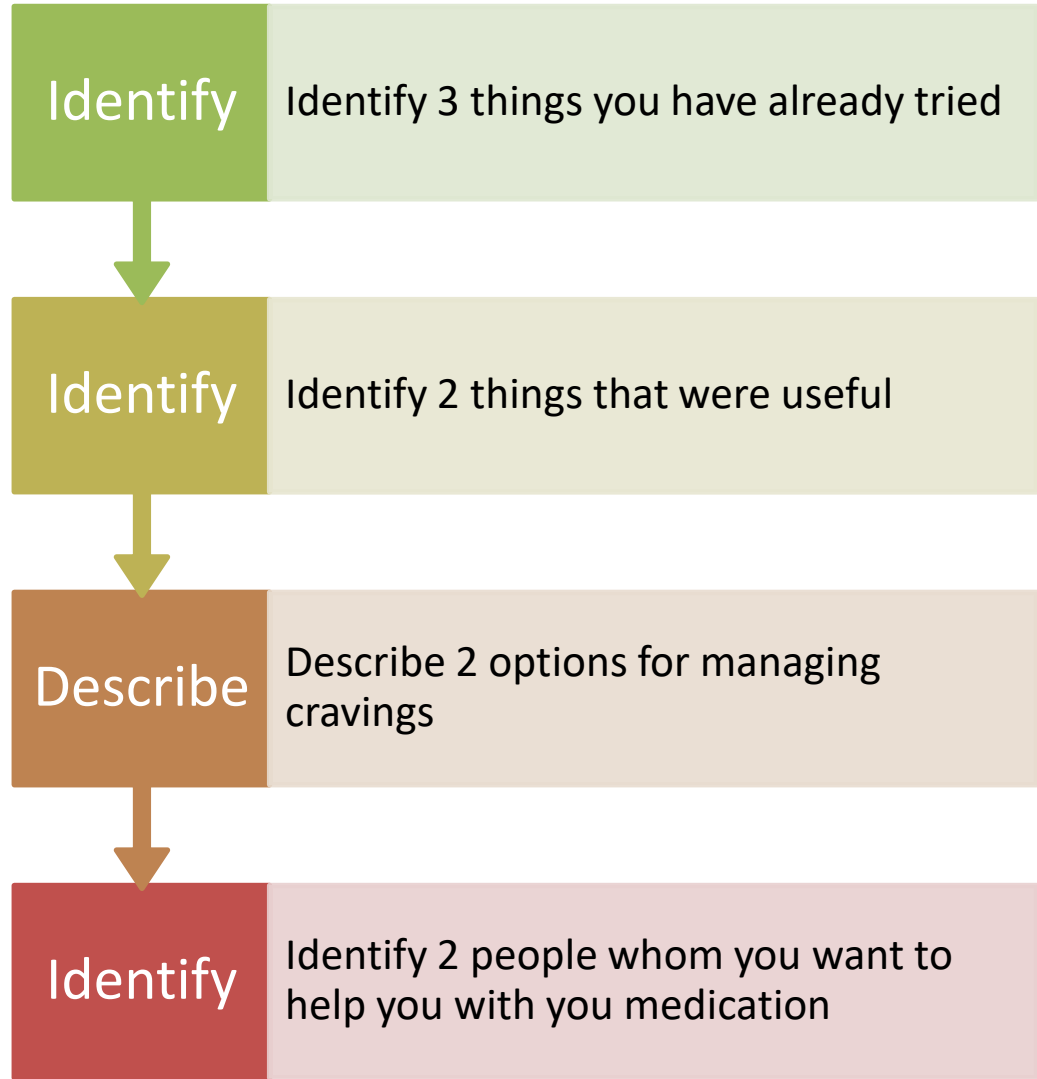 Identify
Identify 3 things you have already tried
Identify
Identify 2 things that were useful
Describe
Describe 2 options for managing
cravings
Identify
Identify 2 people whom you want to
help you with you medication